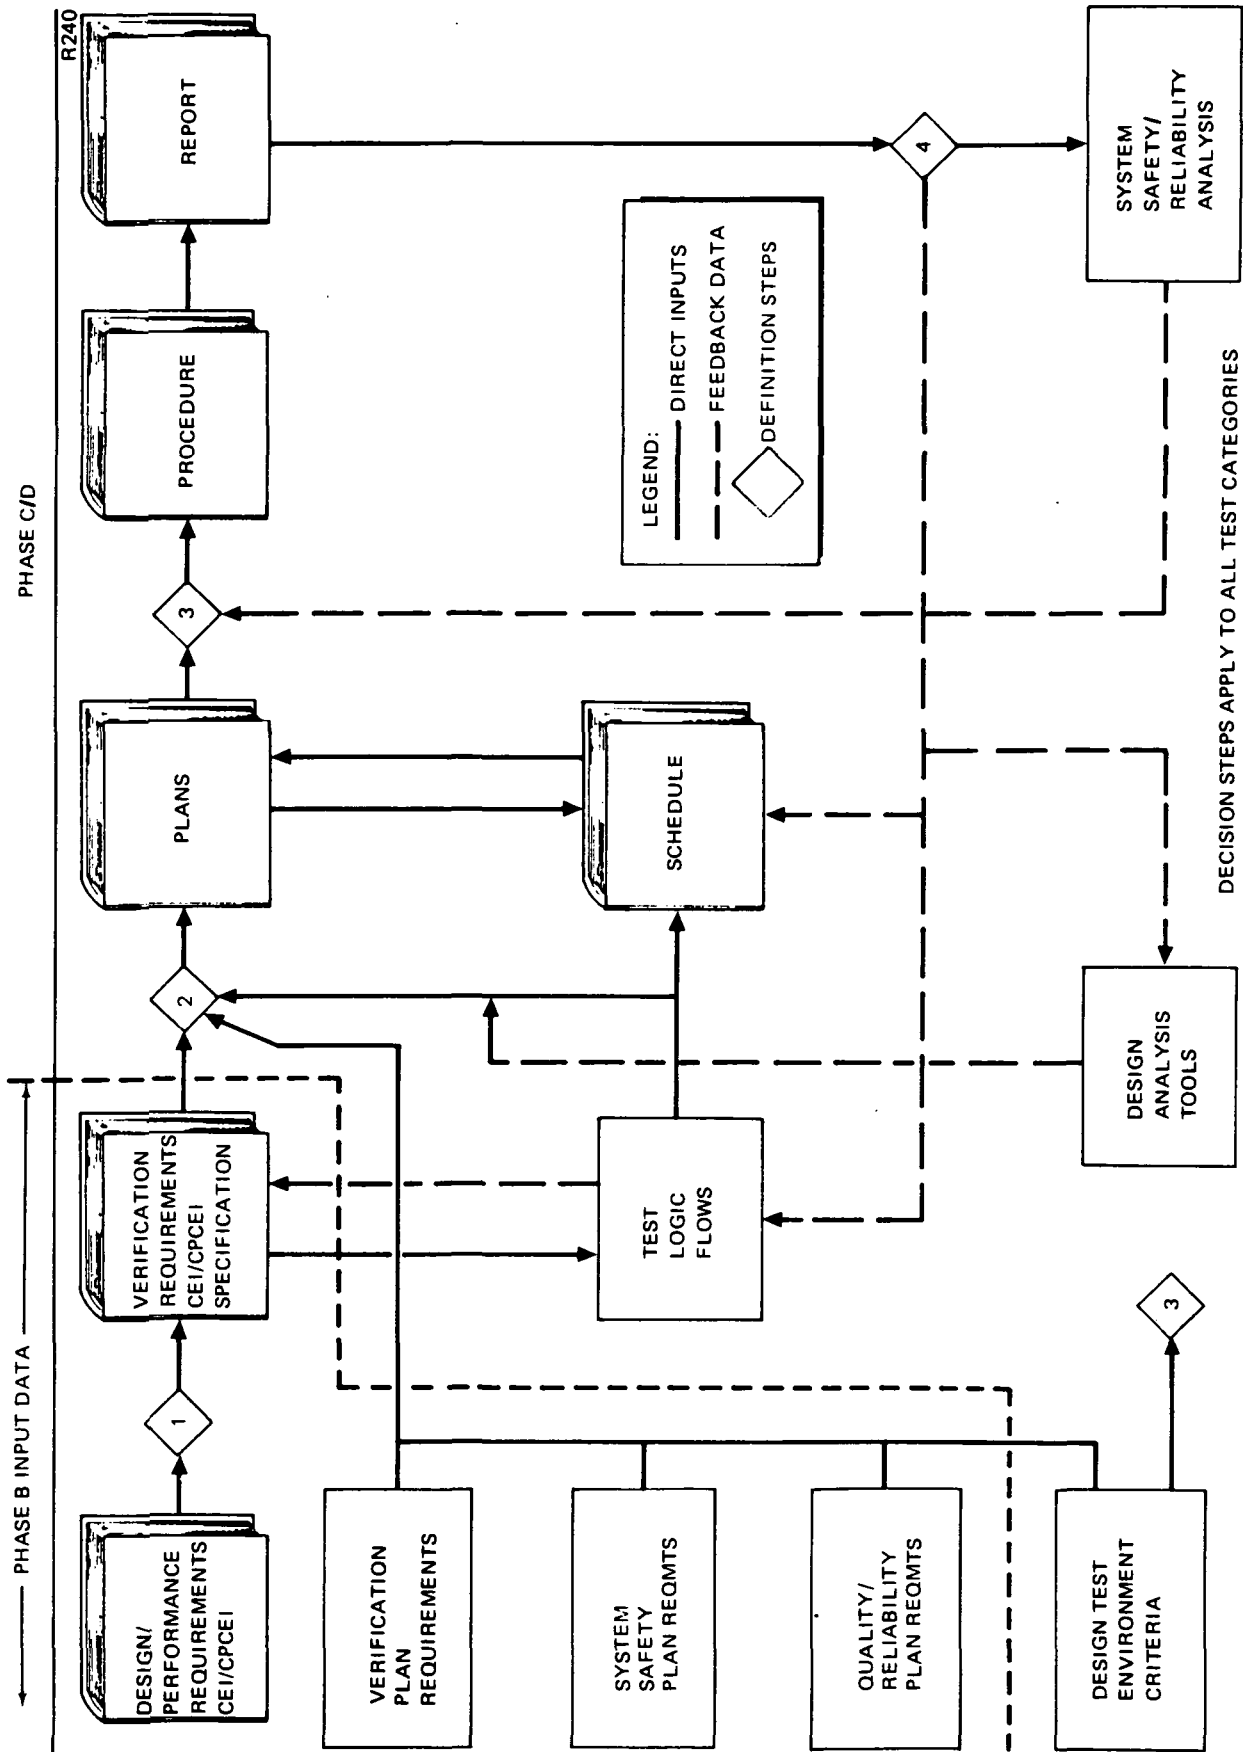 PHASE B INPUT DATA
PHASE C/D
R240
DESIGN/
PERFORMANCE
REQUIREMENTS
CEI/CPCEI
1
VERIFICATION
REQUIREMENTS
CEI/CPCEI
SPECIFICATION
2
PLANS
3
PROCEDURE
REPORT
VERIFICATION
PLAN
REQUIREMENTS
SYSTEM
SAFETY
PLAN REQMTS
QUALITY/
RELIABILITY
PLAN REQMTS
DESIGN TEST
ENVIRONMENT
CRITERIA
3
TEST
LOGIC
FLOWS
SCHEDULE
LEGEND:
DIRECT INPUTS
FEEDBACK DATA
DEFINITION STEPS
4
DESIGN
ANALYSIS
TOOLS
SYSTEM
SAFETY/
RELIABILITY
ANALYSIS
DECISION STEPS APPLY TO ALL TEST CATEGORIES